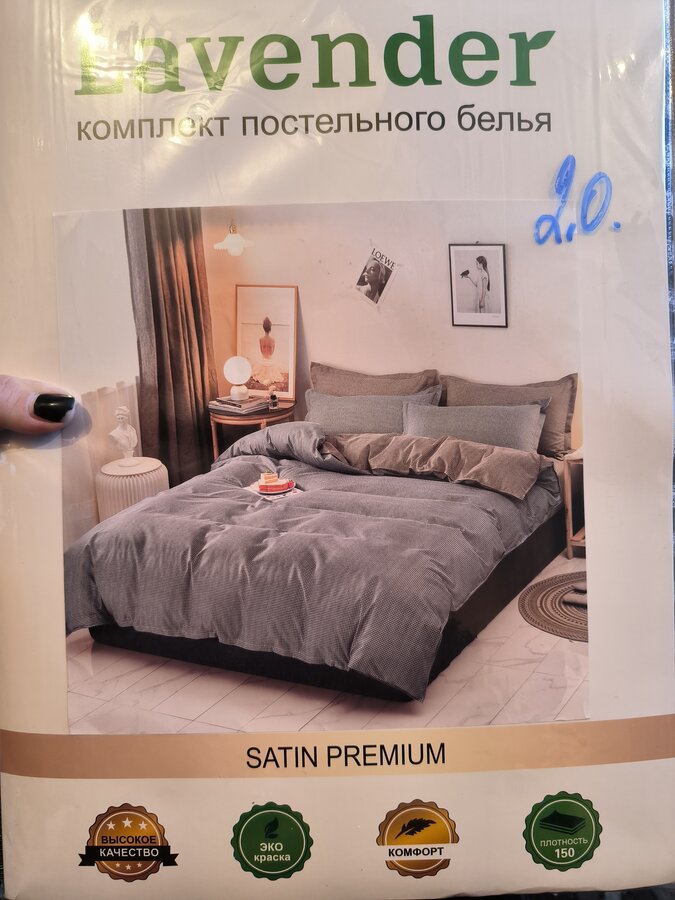 Lavender
комплект постельного белья
2,0.
LOEWE
SATIN PREMIUM
ВЫСОКОЕ
КАЧЕСТВО
ЭКО
краска
КОМФОРТ
ПЛОТНОСТЬ
150